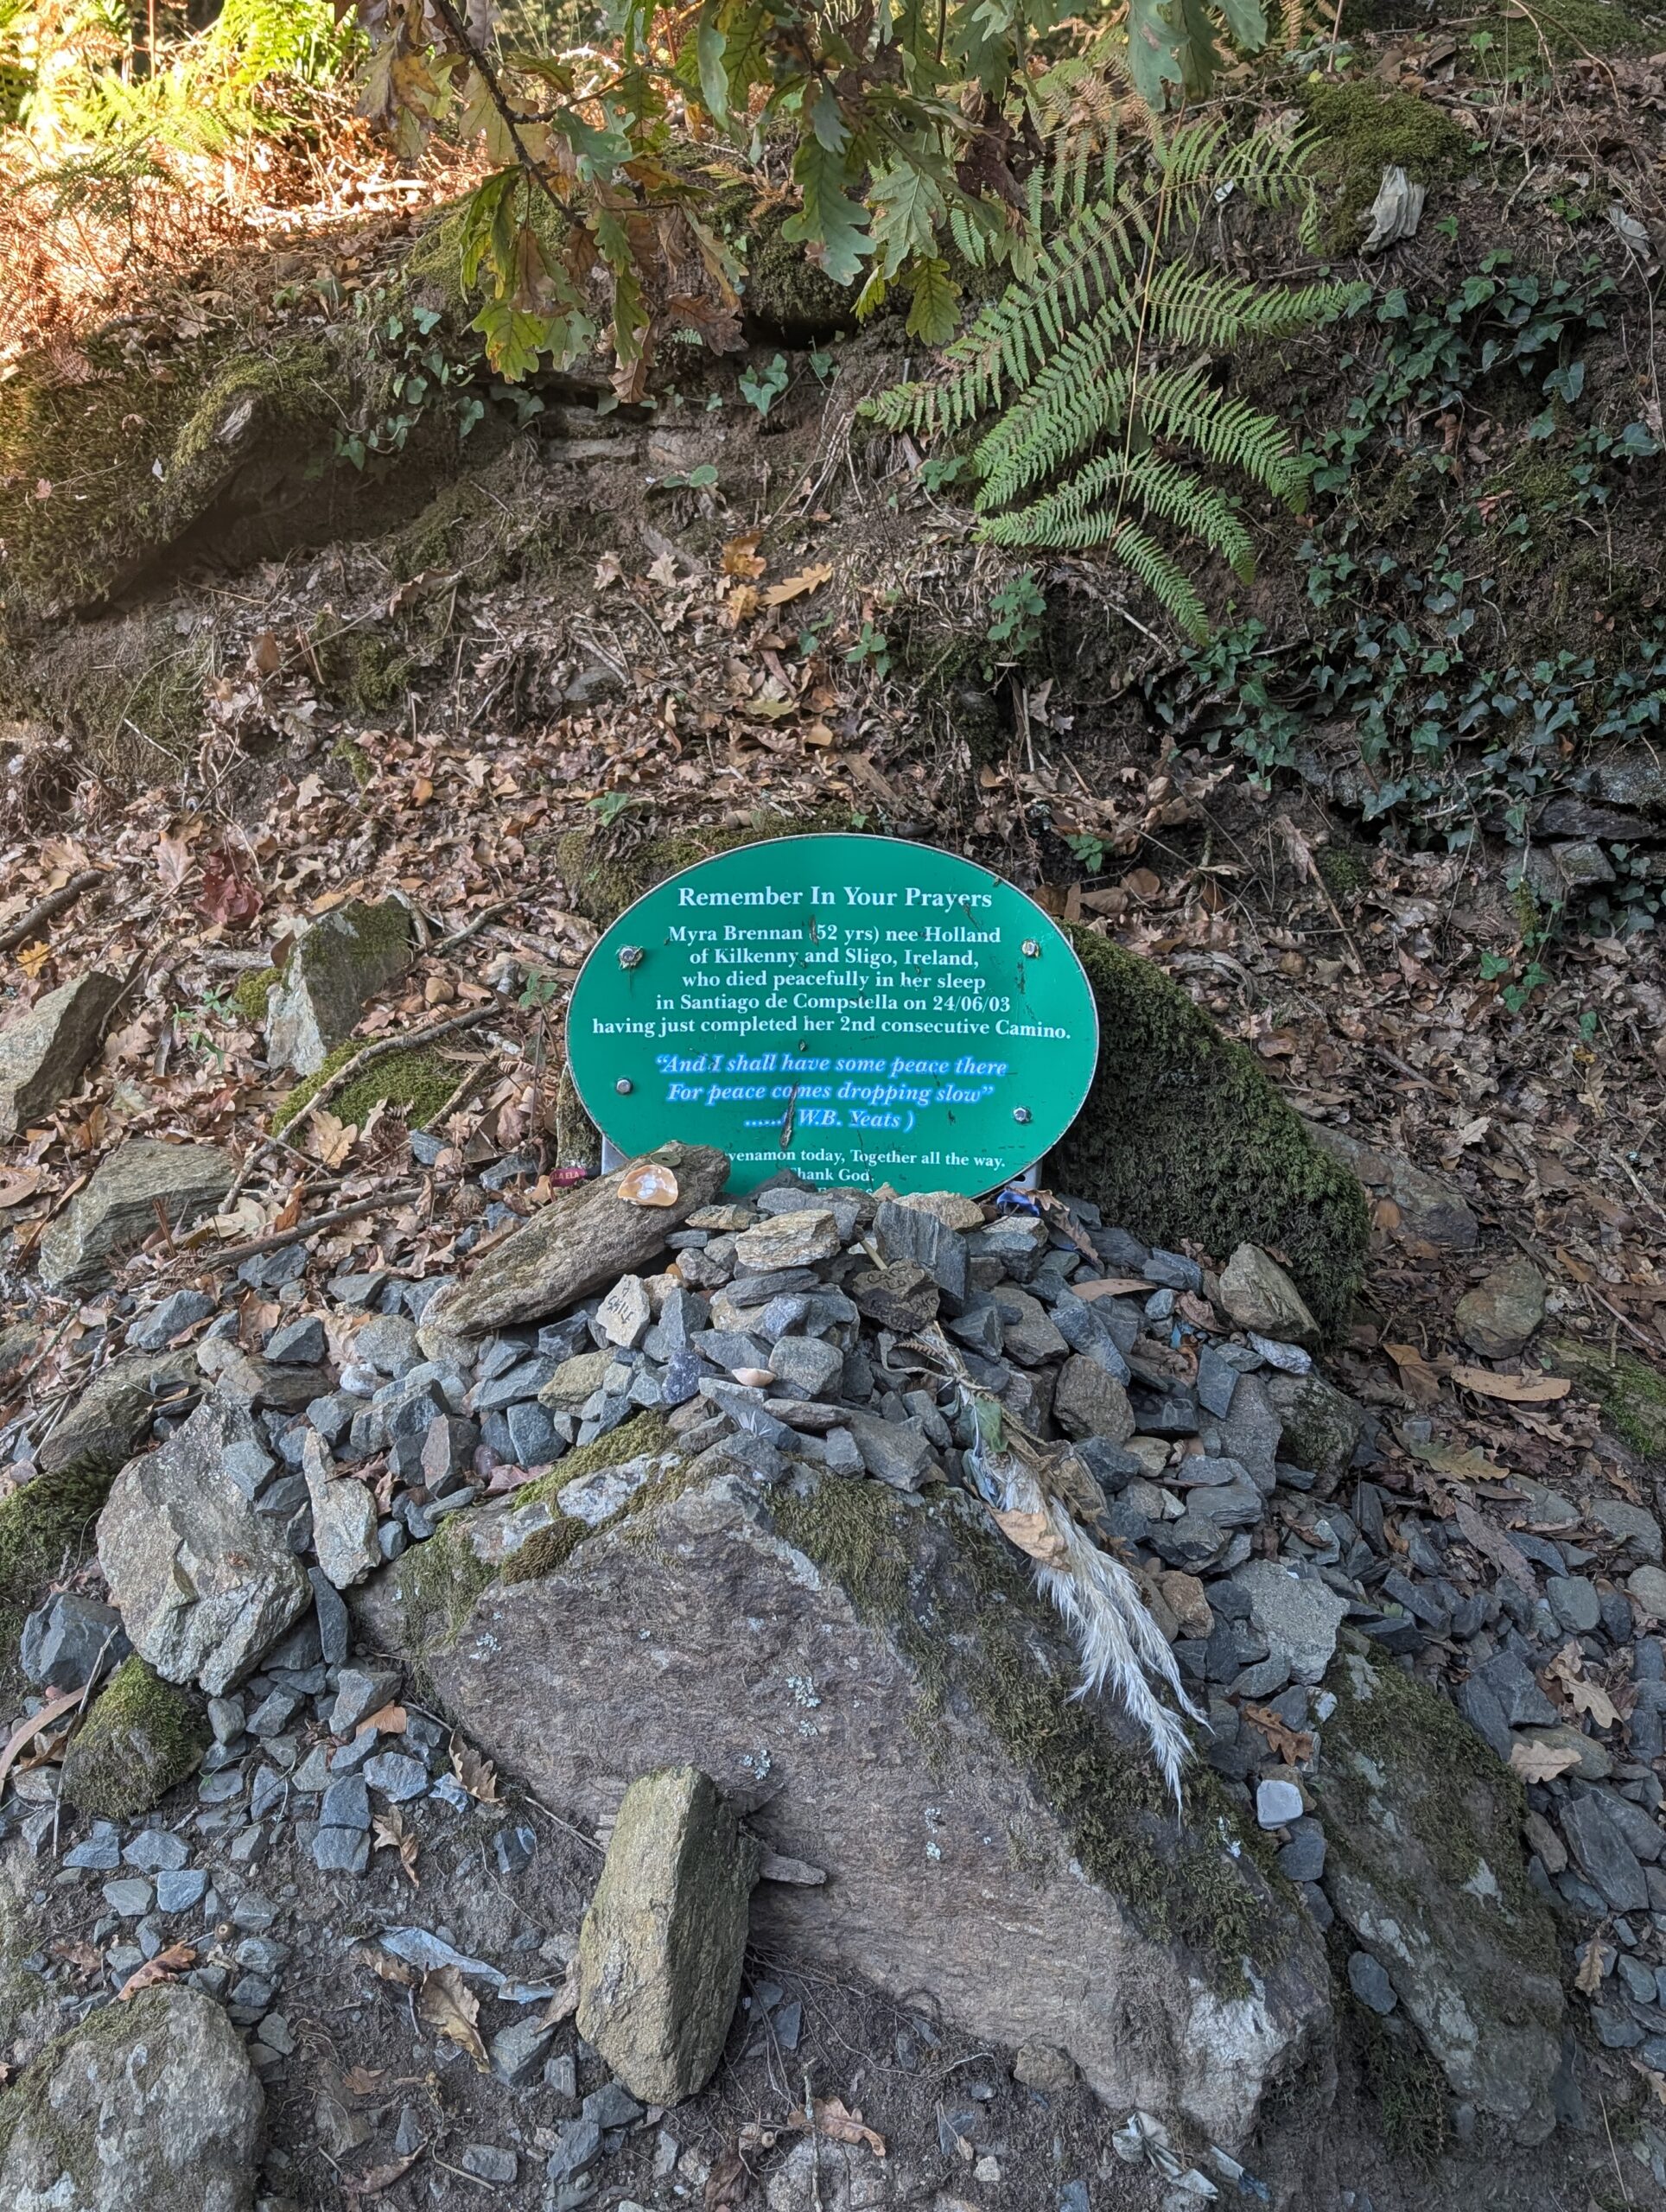 Remember In Your Prayers
Myra Brennan (52 yrs) nee Holland
of Kilkenny and Sligo, Ireland,
who died peacefully in her sleep
in Santiago de Compstella on 24/06/03
having just completed her 2nd consecutive Camino.
“And I shall have some peace there
For peace comes dropping slow”
......( W.B. Yeats )
today, Together all the way.
God.